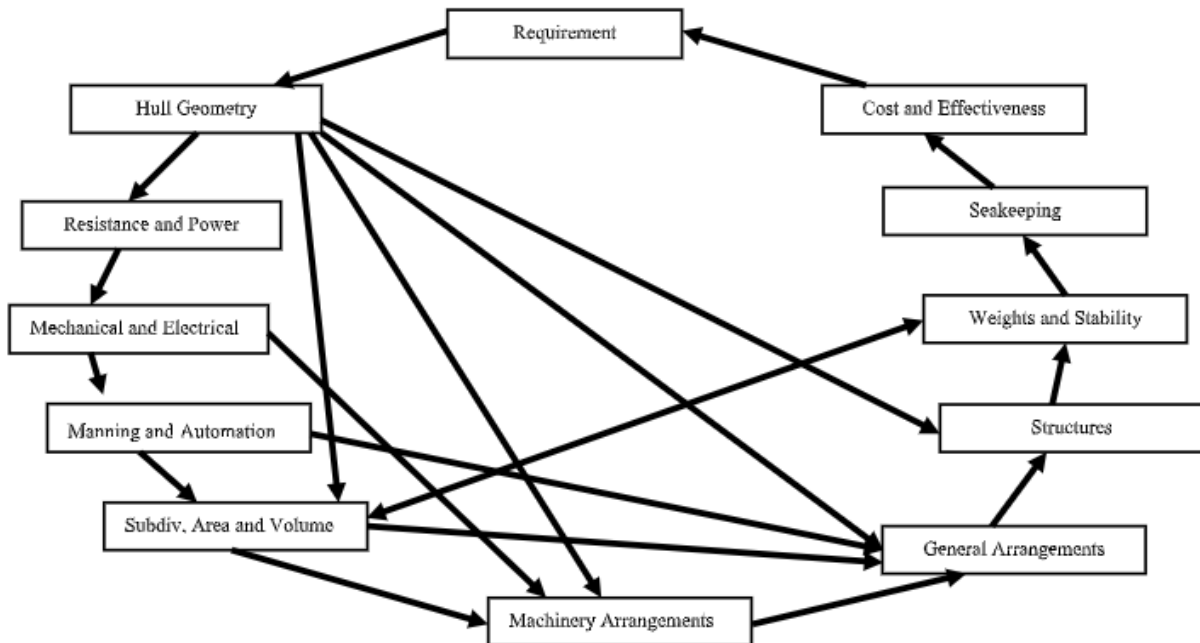 Requirement
Hull Geometry
Cost and Effectiveness
Resistance and Power
Seakeeping
Mechanical and Electrical
Weights and Stability
Manning and Automation
Structures
Subdiv, Area and Volume
General Arrangements
Machinery Arrangements